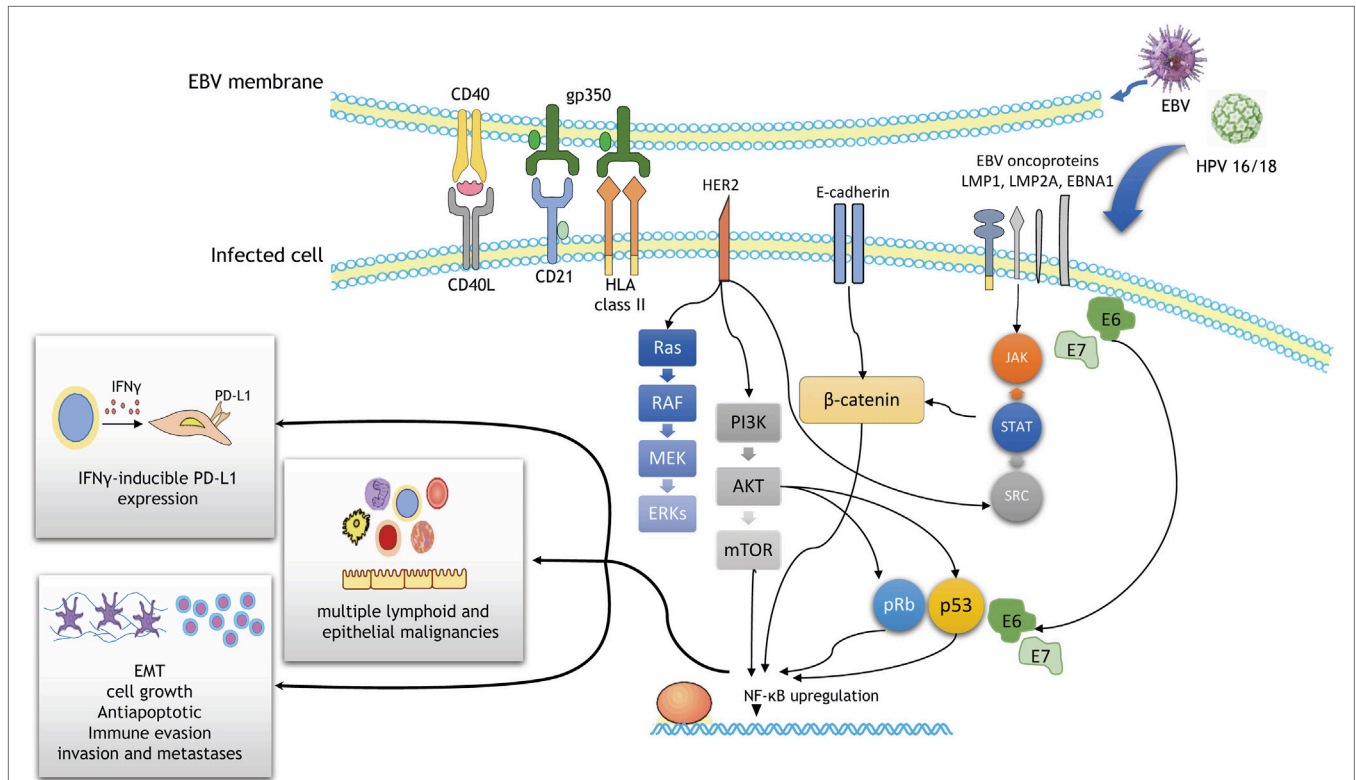 EBV membrane
CD40
gp350
EBV
HPV 16/18
EBV oncoproteins
LMP1, LMP2A, EBNA1
HER2
E-cadherin
Infected cell
CD40L
CD21
HLA
class II
E6
E7
Ras
RAF
MEK
ERKs
PI3K
AKT
mTOR
β-catenin
JAK
STAT
SRC
pRb
p53
E6
E7
NF-κB upregulation
IFNγ
PD-L1
IFNγ-inducible PD-L1
expression
multiple lymphoid and
epithelial malignancies
EMT
cell growth
Antiapoptotic
Immune evasion
invasion and metastases